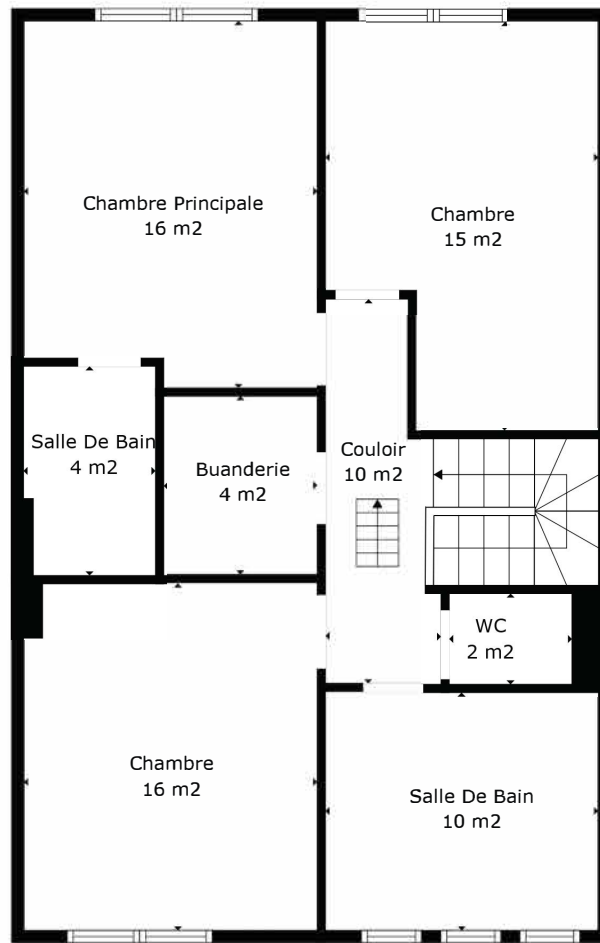 Chambre Principale
16 m2
Chambre
15 m2
Salle De Bain
4 m2
Buanderie
4 m2
Couloir
10 m2
WC
2 m2
Chambre
16 m2
Salle De Bain
10 m2